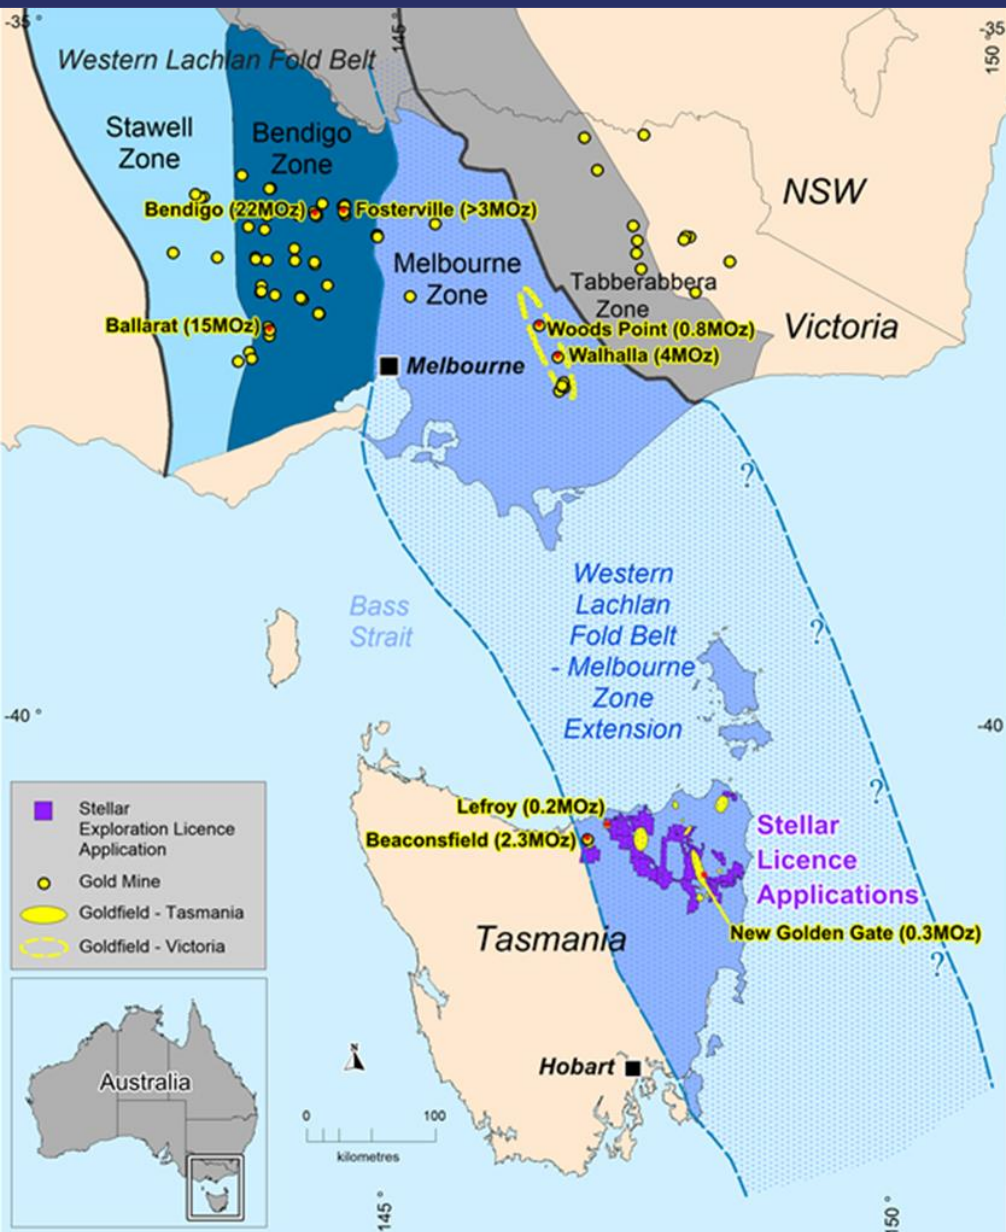 -35 °
145 °
-35
150 °
Western Lachlan Fold Belt
Stawell
Zone
Bendigo
Zone
NSW
Bendigo (22MOz)
Fosterville (>3MOz)
Melbourne
Zone
Tabberabbera
Zone
Ballarat (15MOz)
Woods Point (0.8MOz)
Victoria
Walhalla (4MOz)
Melbourne
?
Western
Lachlan
Fold Belt
- Melbourne
Zone
Extension
Bass
Strait
?
-40 °
-40
?
Stellar
Exploration Licence
Application
Gold Mine
Goldfield - Tasmania
Goldfield - Victoria
Lefroy (0.2MOz)
Beaconsfield (2.3MOz)
Stellar
Licence
Applications
New Golden Gate (0.3MOz)
Tasmania
?
Australia
N
Hobart
0 100
kilometres
145 °
150 °